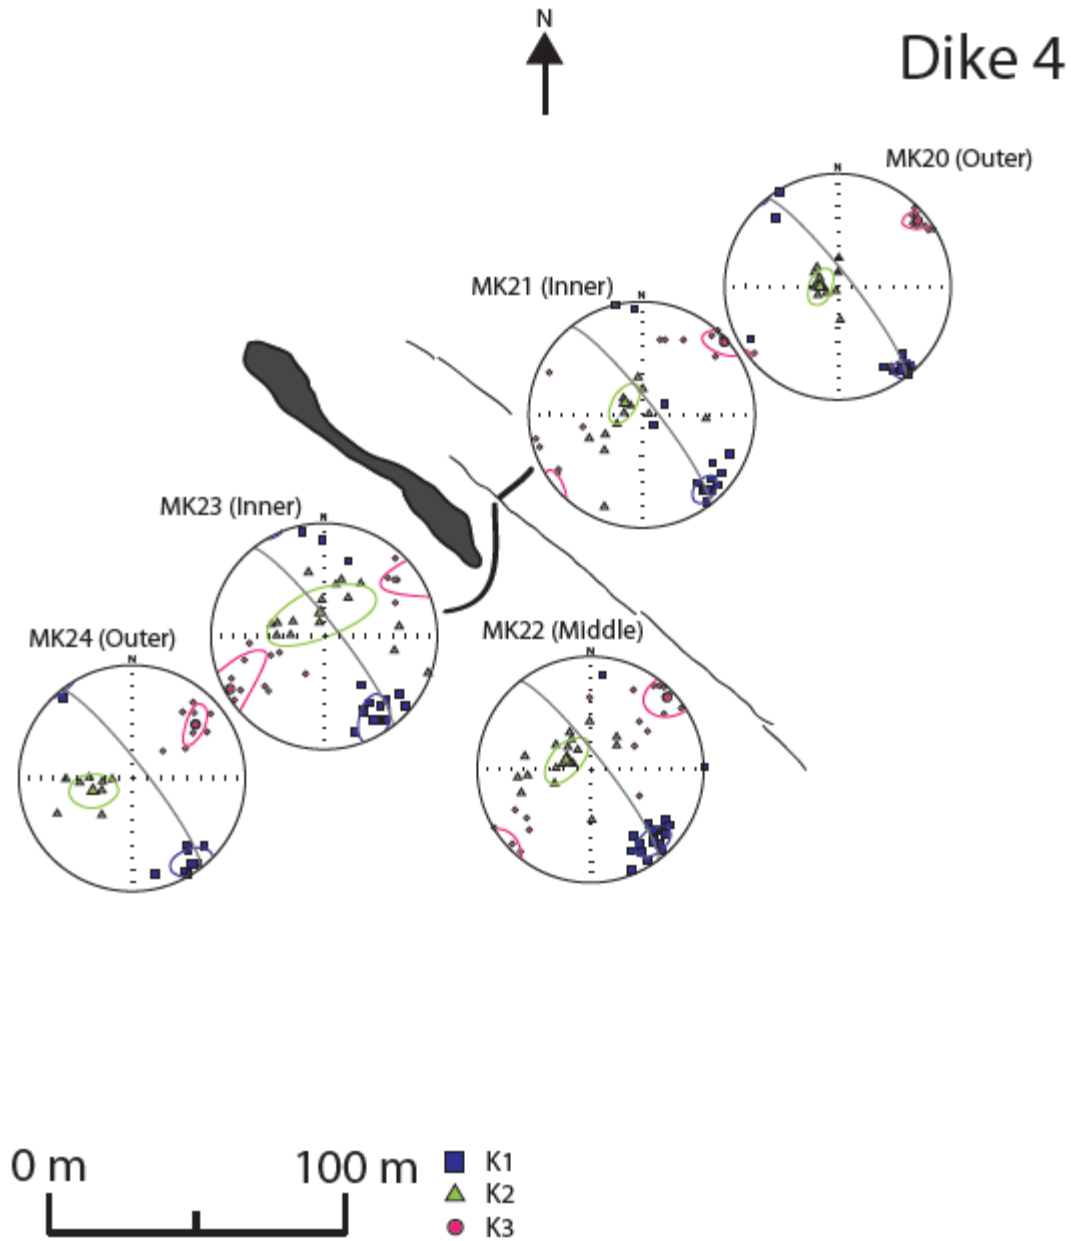 N
Dike 4
MK20 (Outer)
N
MK21 (Inner)
N
MK23 (Inner)
N
MK24 (Outer)
N
MK22 (Middle)
N
0 m
100 m
K1
K2
K3